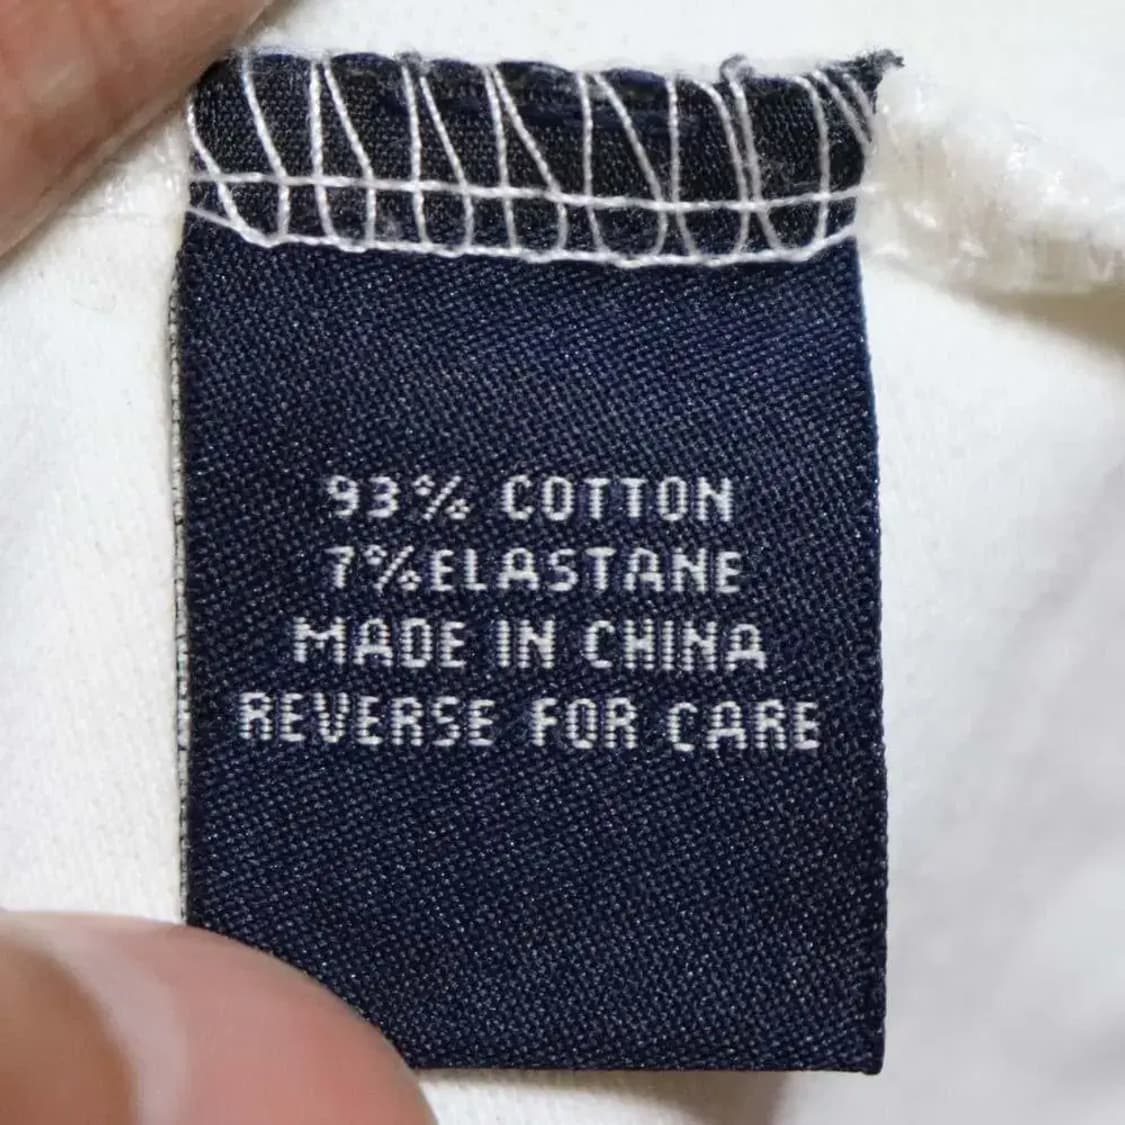 93% COTTON
7%ELASTANE
MADE IN CHINA
REVERSE FOR CARE